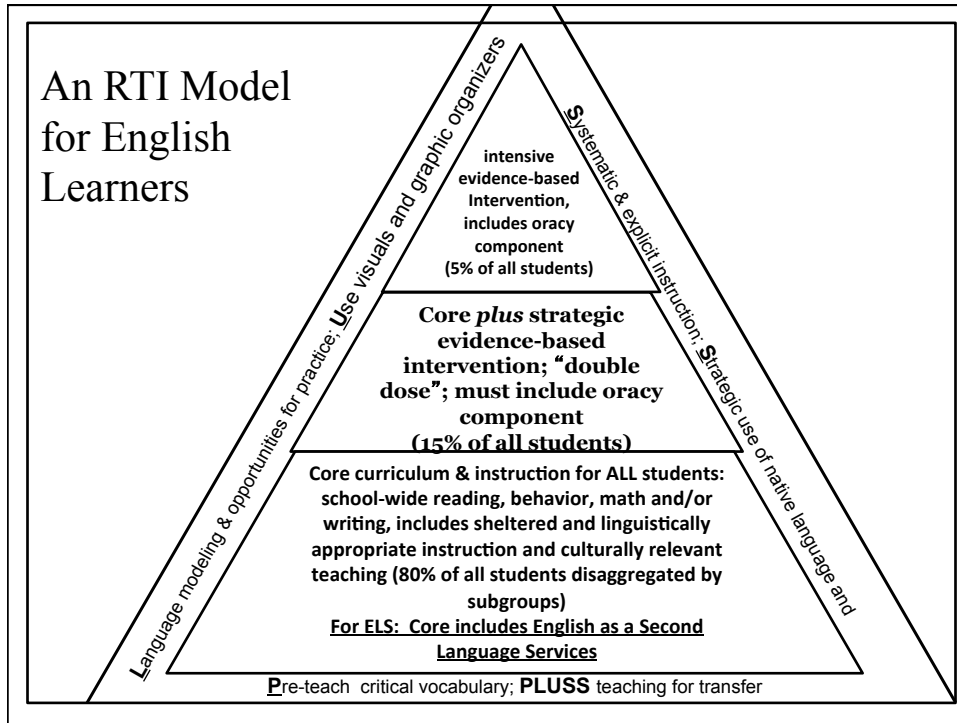 An RTI Model
for English
Learners
Language modeling & opportunities for practice; Use visuals and graphic organizers
Systematic & explicit instruction; Strategic use of native language and
intensive
evidence-based
Intervention,
includes oracy
component
(5% of all students)
Core plus strategic
evidence-based
intervention; “double
dose”; must include oracy
component
(15% of all students)
Core curriculum & instruction for ALL students:
school-wide reading, behavior, math and/or
writing, includes sheltered and linguistically
appropriate instruction and culturally relevant
teaching (80% of all students disaggregated by
subgroups)
For ELS: Core includes English as a Second
Language Services
Pre-teach critical vocabulary; PLUSS teaching for transfer